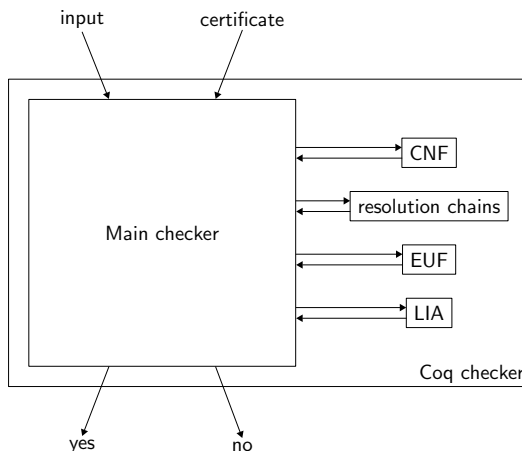 input
certificate
CNF
resolution chains
Main checker
EUF
LIA
Coq checker
yes
no